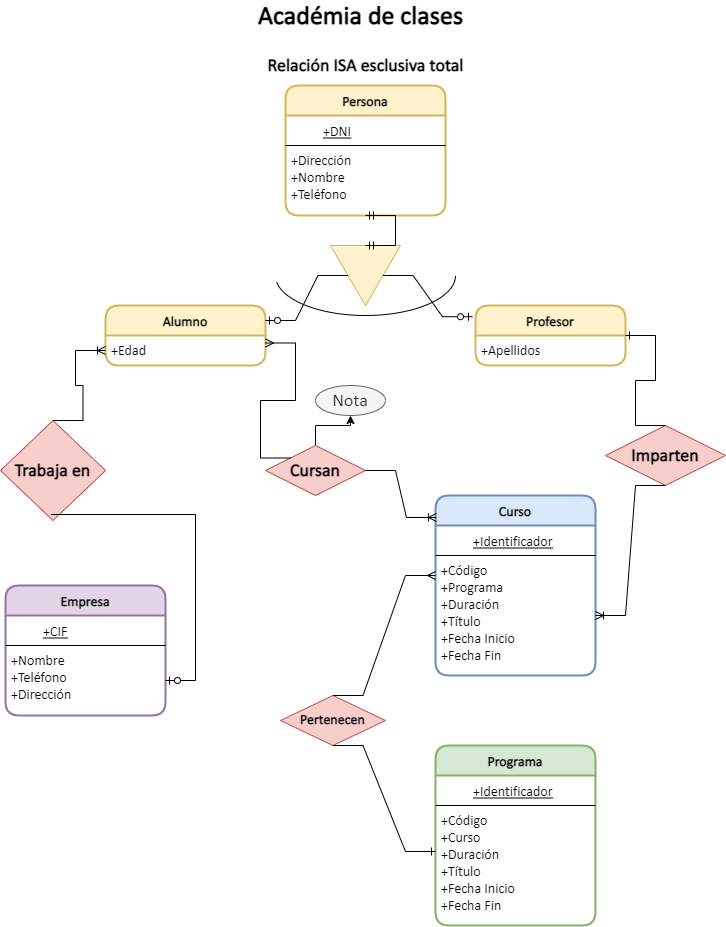 Académia de clases
Relación ISA esclusiva total
Persona
+DNI
+Dirección
+Nombre
+Teléfono
Alumno
+Edad
Profesor
+Apellidos
Nota
Trabaja en
Cursan
Imparten
Curso
+Identificador
+Código
+Programa
+Duración
+Título
+Fecha Inicio
+Fecha Fin
Empresa
+CIF
+Nombre
+Teléfono
+Dirección
Pertenecen
Programa
+Identificador
+Código
+Curso
+Duración
+Título
+Fecha Inicio
+Fecha Fin